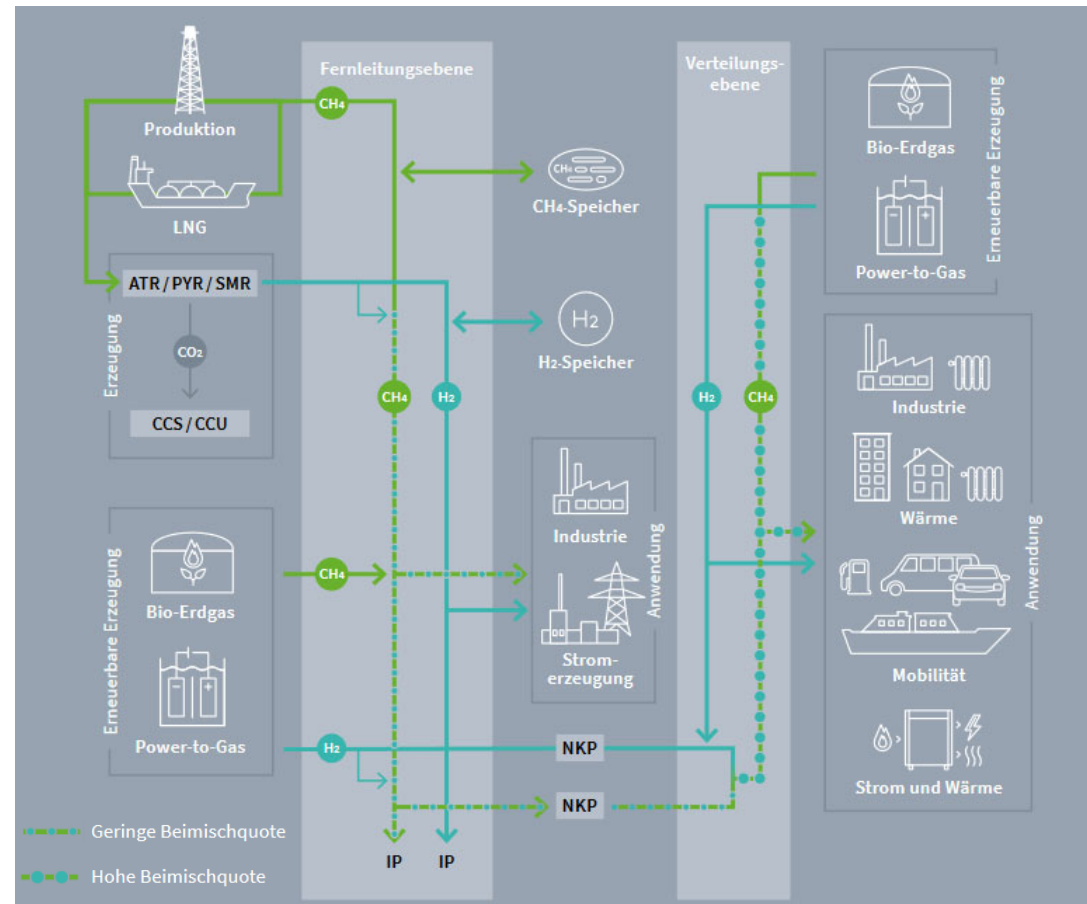 Fernleitungsebene
Verteilungs-
ebene
Produktion
CH₄
LNG
CH₄
CH₄-Speicher
Bio-Erdgas
Power-to-Gas
Erneuerbare Erzeugung
ATR / PYR / SMR
CO₂
CCS / CCU
Erzeugung
H₂
H₂-Speicher
CH₄
H₂
H₂
CH₄
Industrie
Wärme
Mobilität
Strom und Wärme
Anwendung
Industrie
Strom-
erzeugung
Anwendung
Bio-Erdgas
CH₄
Power-to-Gas
H₂
Erneuerbare Erzeugung
NKP
NKP
IP
IP
Geringe Beimischquote
Hohe Beimischquote